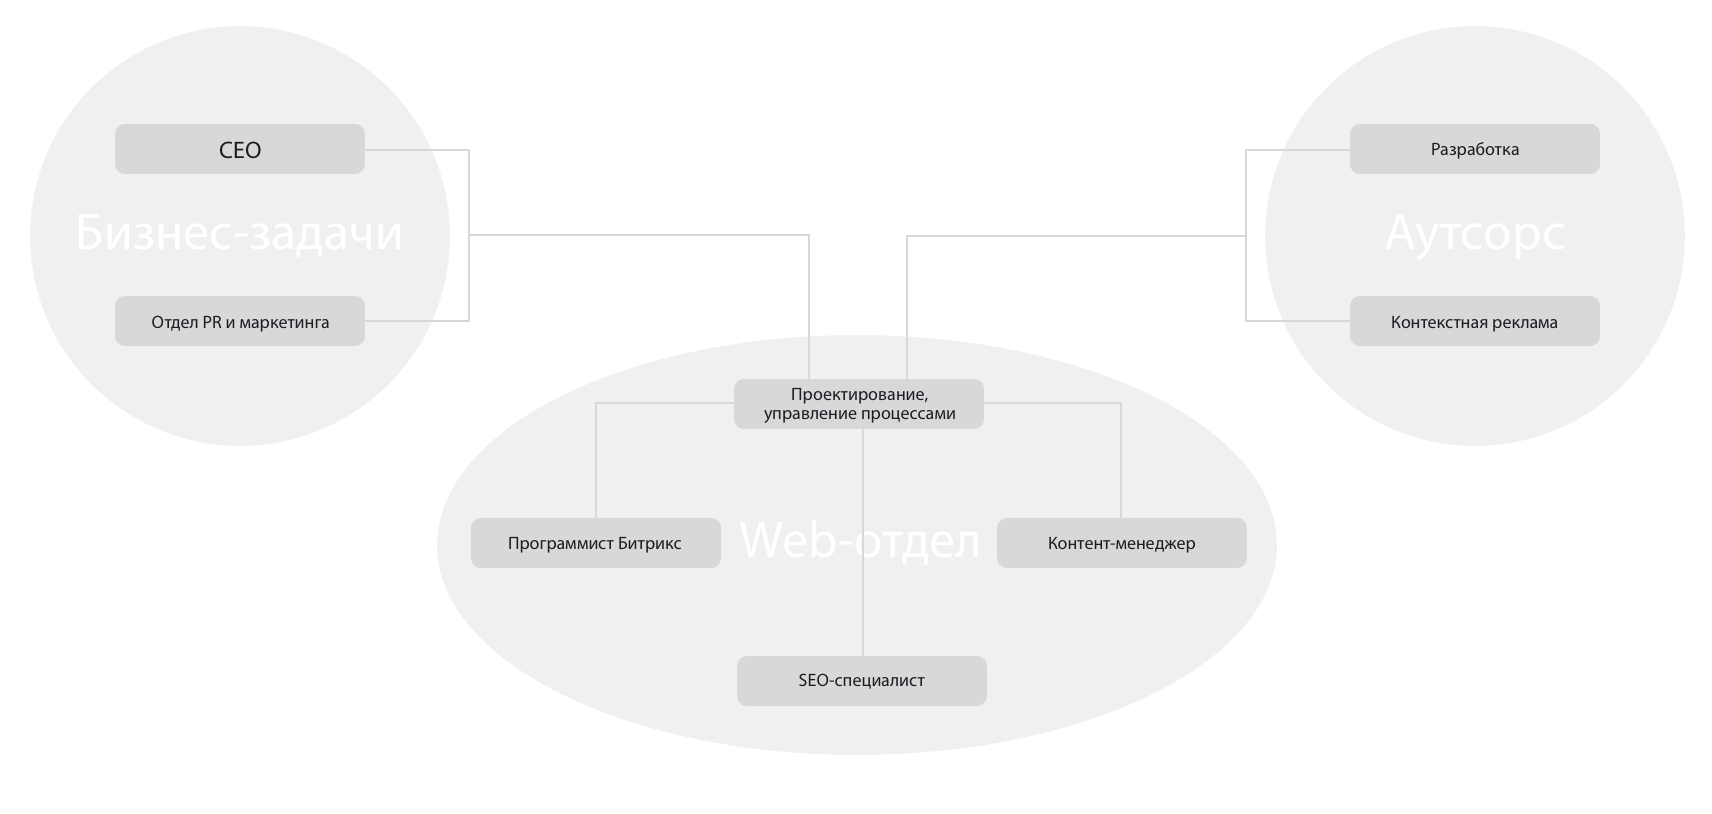 CEO
Бизнес-задачи
Отдел PR и маркетинга
Разработка
Аутсорс
Контекстная реклама
Проектирование,
управление процессами
Программист Битрикс
Web-отдел
Контент-менеджер
SEO-специалист